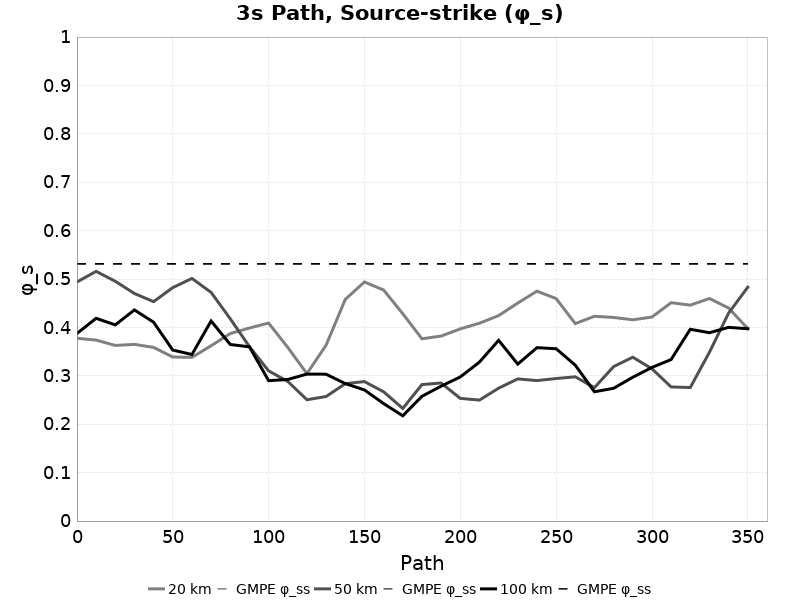 3s Path, Source-strike (φ_s)
1
0.9
0.8
0.7
0.6
0.5
0.4
0.3
0.2
0.1
0
φ_s
0 50 100 150 200 250 300 350
Path
20 km GMPE φ_ss 50 km GMPE φ_ss 100 km GMPE φ_ss